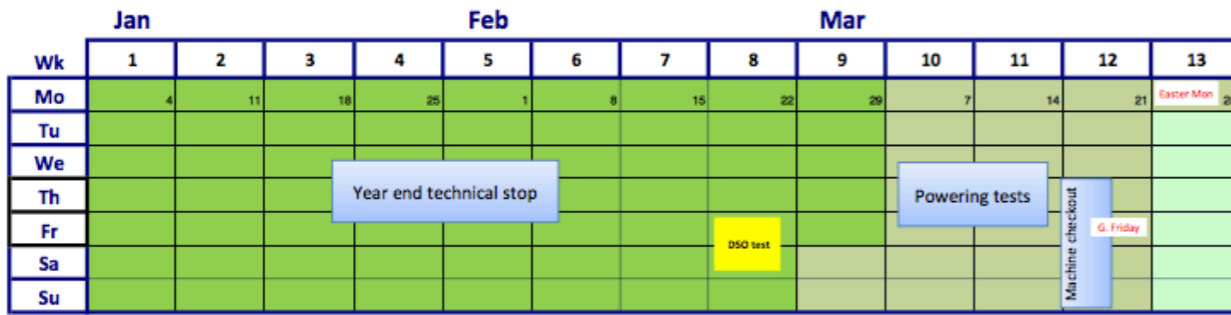 Jan Feb Mar
Wk 1 2 3 4 5 6 7 8 9 10 11 12 13
Mo 4 11 18 25 1 8 15 22 29 7 14 21 Easter Mon
Tu
We
Year end technical stop Powering tests
Th
Machine checkout
Fr G. Friday
DSO test
Sa
Su